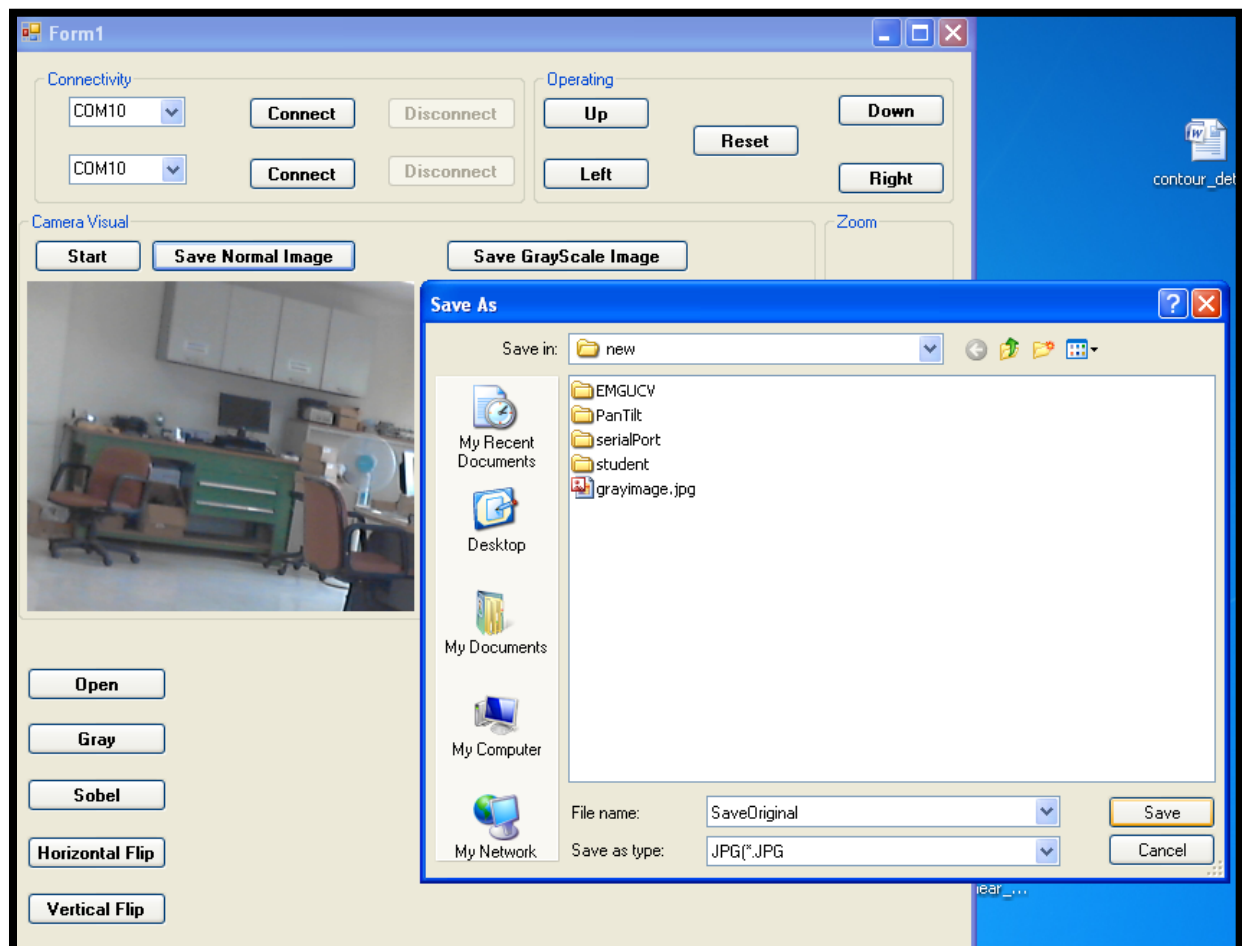 Form1
Connectivity
Operating
COM10
Connect
Disconnect
Up
Down
Reset
COM10
Connect
Disconnect
Left
Right
contour_det
Camera Visual
Zoom
Start
Save Normal Image
Save GrayScale Image
Save As
Save in:
new
EMGUCV
PanTilt
serialPort
student
grayimage.jpg
My Recent
Documents
Desktop
My Documents
My Computer
My Network
File name:
SaveOriginal
Save
Save as type:
JPG(*.JPG
Cancel
Open
Gray
Sobel
Horizontal Flip
Vertical Flip